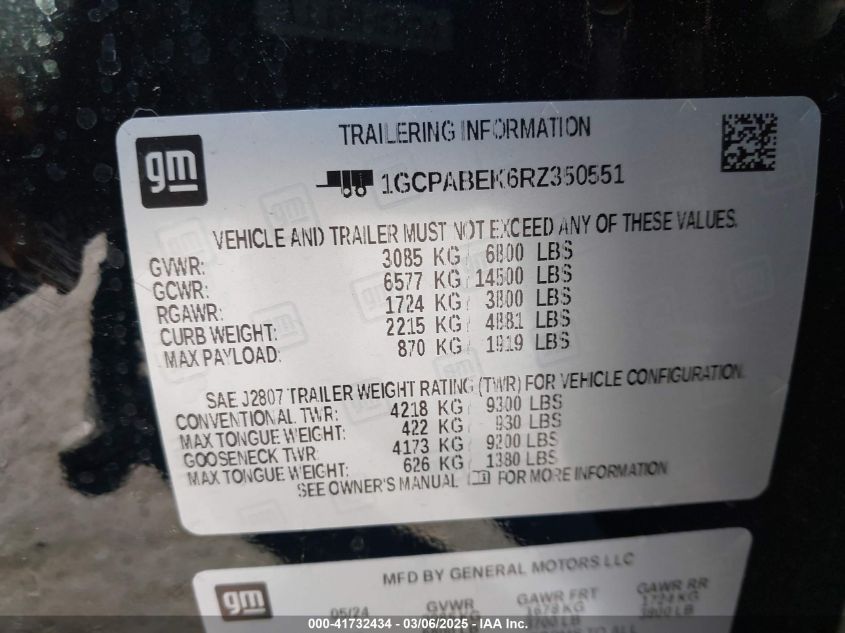 gm
TRAILERING INFORMATION
1GCPABEK6RZ350551
VEHICLE AND TRAILER MUST NOT EXCEED ANY OF THESE VALUES.
GVWR: 3085 KG / 6800 LBS
GCWR: 6577 KG / 14500 LBS
RGAWR: 1724 KG / 3800 LBS
CURB WEIGHT: 2215 KG / 4881 LBS
MAX PAYLOAD: 870 KG / 1919 LBS
SAE J2807 TRAILER WEIGHT RATING (TWR) FOR VEHICLE CONFIGURATION.
CONVENTIONAL TWR: 4218 KG / 9300 LBS
MAX TONGUE WEIGHT: 422 KG / 930 LBS
GOOSENECK TWR: 4173 KG / 9200 LBS
MAX TONGUE WEIGHT: 626 KG / 1380 LBS
SEE OWNER'S MANUAL FOR MORE INFORMATION
gm
MFD BY GENERAL MOTORS LLC
05/24 GVWR GAWR FRT GAWR RR
1678 KG 1724 KG
000-41732434 - 03/06/2025 - IAA